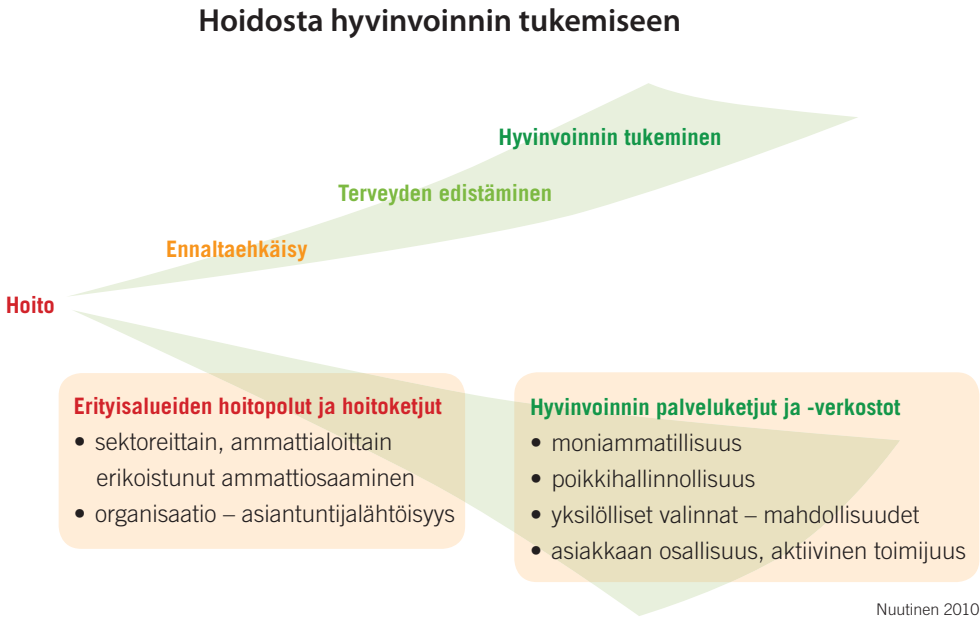 Hoidosta hyvinvoinnin tukemiseen
Hyvinvoinnin tukeminen
Terveyden edistäminen
Ennaltaehkäisy
Hoito
Erityisalueiden hoitopolut ja hoitoketjut
• sektoreittain, ammattialoittain
erikoistunut ammattiosaaminen
• organisaatio – asiantuntijalähtöisyys
Hyvinvoinnin palveluketjut ja -verkostot
• moniammatillisuus
• poikkihallinnollisuus
• yksilölliset valinnat – mahdollisuudet
• asiakkaan osallisuus, aktiivinen toimijuus
Nuutinen 2010